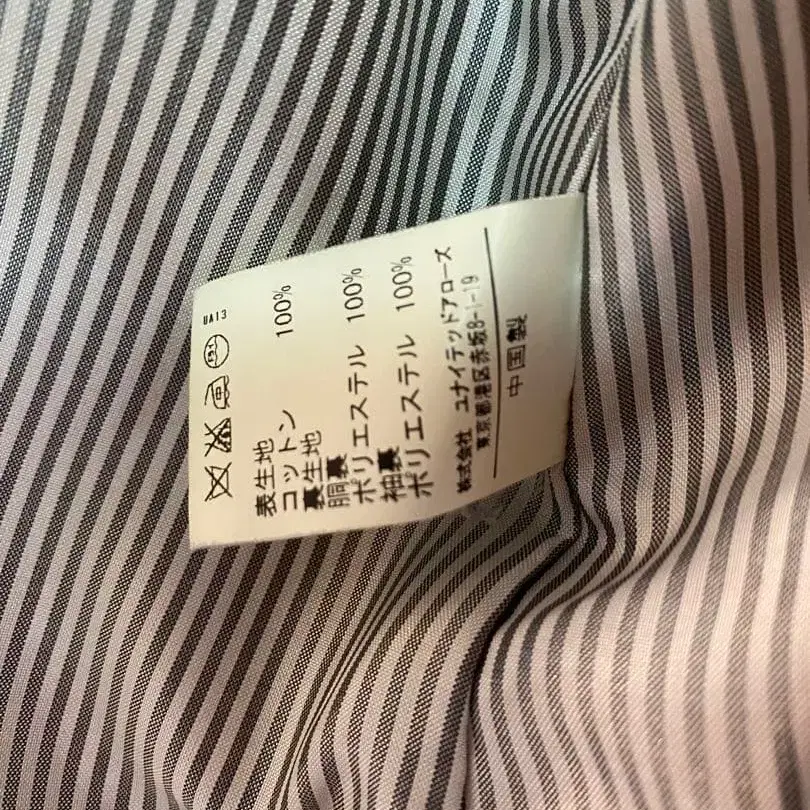 UA13
表生地
コットン 100%
裏生地
胴裏
ポリエステル 100%
袖裏
ポリエステル 100%
株式会社 ユナイテッドアローズ
東京都港区赤坂8-1-19
中国製